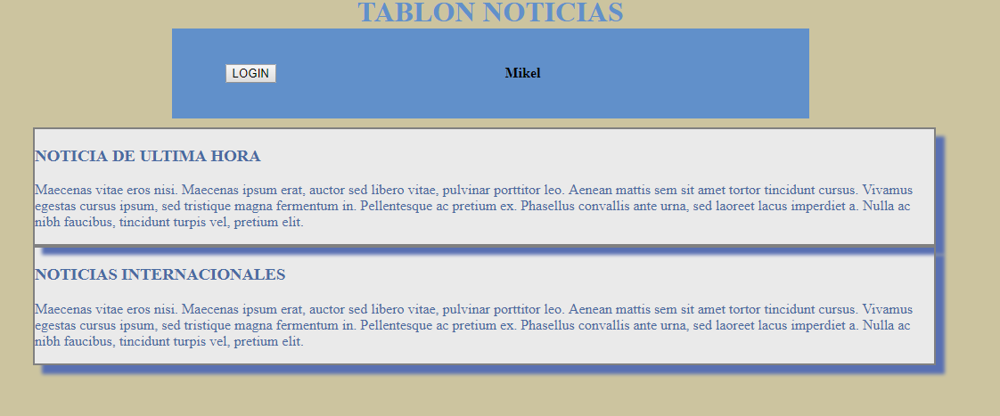 TABLON NOTICIAS
LOGIN
Mikel
NOTICIA DE ULTIMA HORA
Maecenas vitae eros nisi. Maecenas ipsum erat, auctor sed libero vitae, pulvinar porttitor leo. Aenean mattis sem sit amet tortor tincidunt cursus. Vivamus
egestas cursus ipsum, sed tristique magna fermentum in. Pellentesque ac pretium ex. Phasellus convallis ante urna, sed laoreet lacus imperdiet a. Nulla ac
nibh faucibus, tincidunt turpis vel, pretium elit.
NOTICIAS INTERNACIONALES
Maecenas vitae eros nisi. Maecenas ipsum erat, auctor sed libero vitae, pulvinar porttitor leo. Aenean mattis sem sit amet tortor tincidunt cursus. Vivamus
egestas cursus ipsum, sed tristique magna fermentum in. Pellentesque ac pretium ex. Phasellus convallis ante urna, sed laoreet lacus imperdiet a. Nulla ac
nibh faucibus, tincidunt turpis vel, pretium elit.